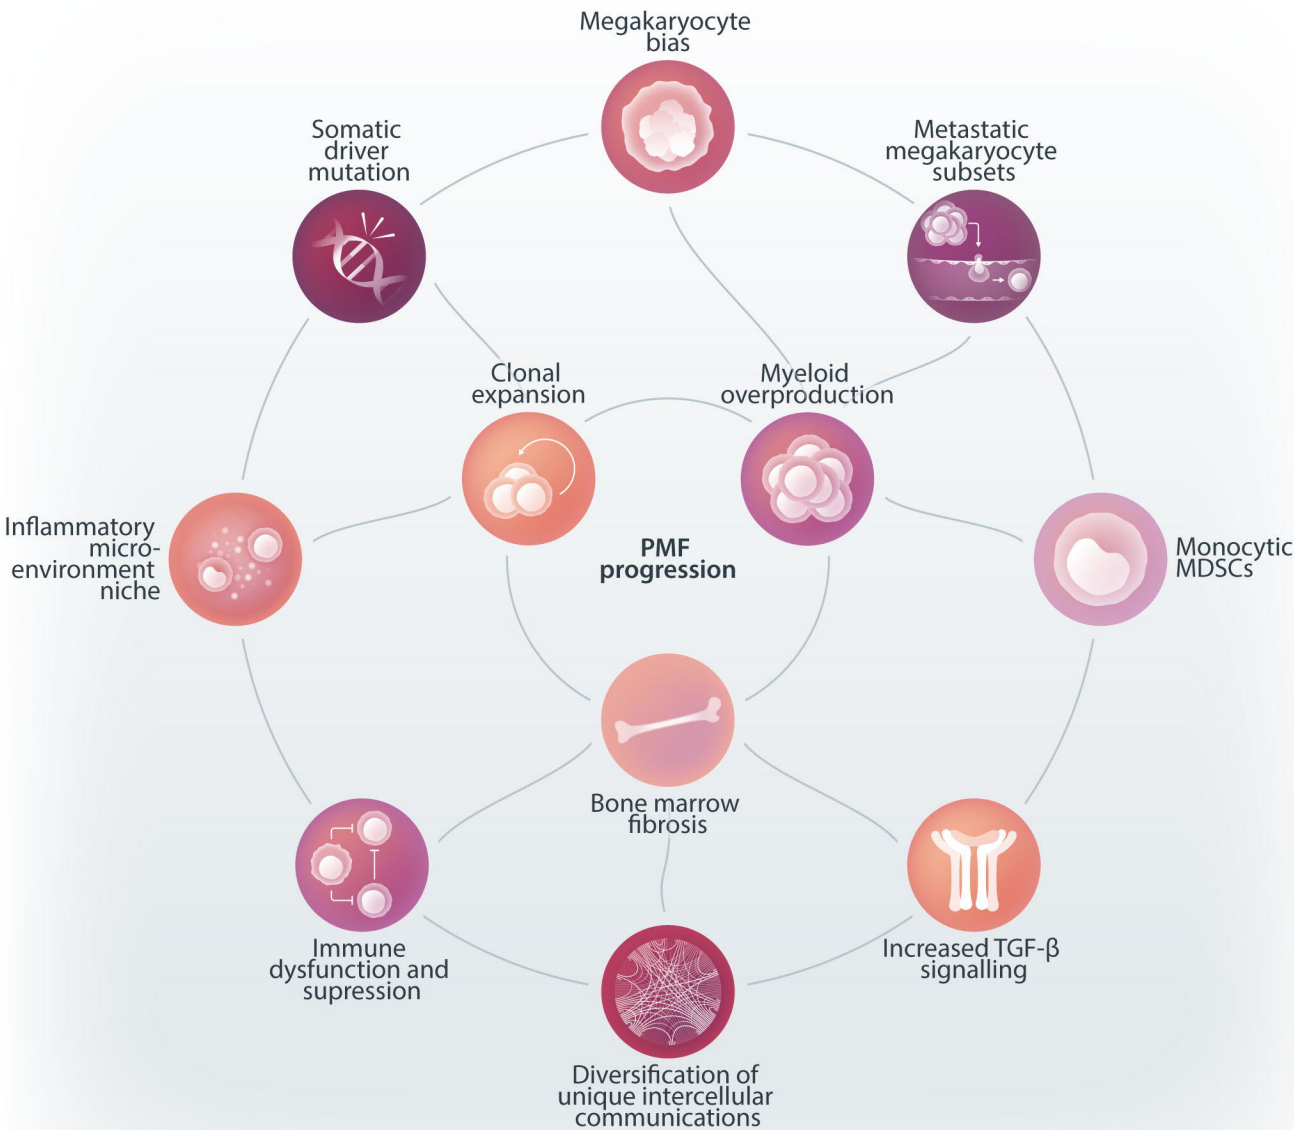 Megakaryocyte
bias
Somatic
driver
mutation
Metastatic
megakaryocyte
subsets
Clonal
expansion
Myeloid
overproduction
Inflammatory
micro-
environment
niche
PMF
progression
Monocytic
MDSCs
Bone marrow
fibrosis
Immune
dysfunction and
supression
Increased TGF-β
signalling
Diversification of
unique intercellular
communications